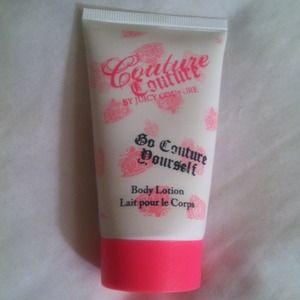 Couture
Couture
BY JUICY COUTURE
Go Couture
Yourself
Body Lotion
Lait pour le Corps